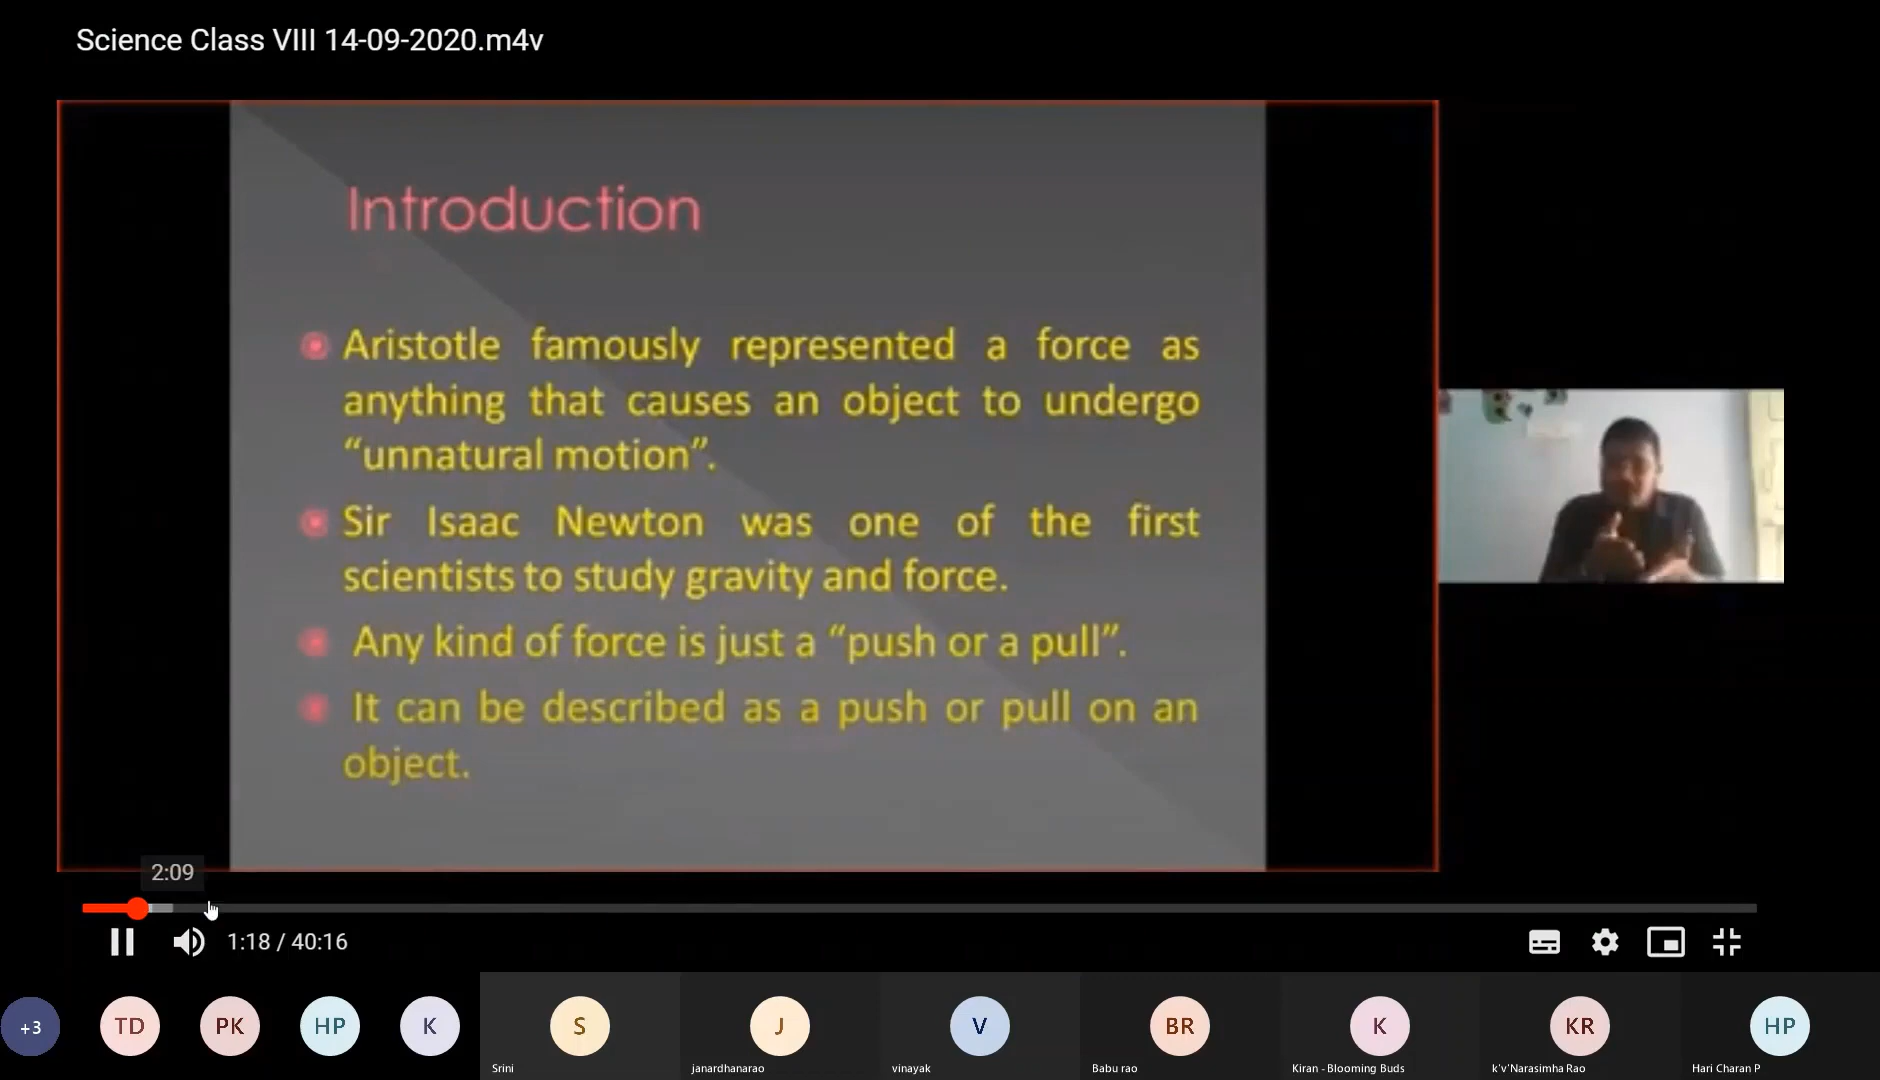 Science Class VIII 14-09-2020.m4v
Introduction
Aristotle famously represented a force as
anything that causes an object to undergo
“unnatural motion”.
Sir Isaac Newton was one of the first
scientists to study gravity and force.
Any kind of force is just a “push or a pull”.
It can be described as a push or pull on an
object.
2:09
1:18 / 40:16
+3 TD PK HP K S J V BR K KR HP
Srini janardhanarao vinayak Babu rao Kiran - Blooming Buds k'v'Narasimha Rao Hari Charan P